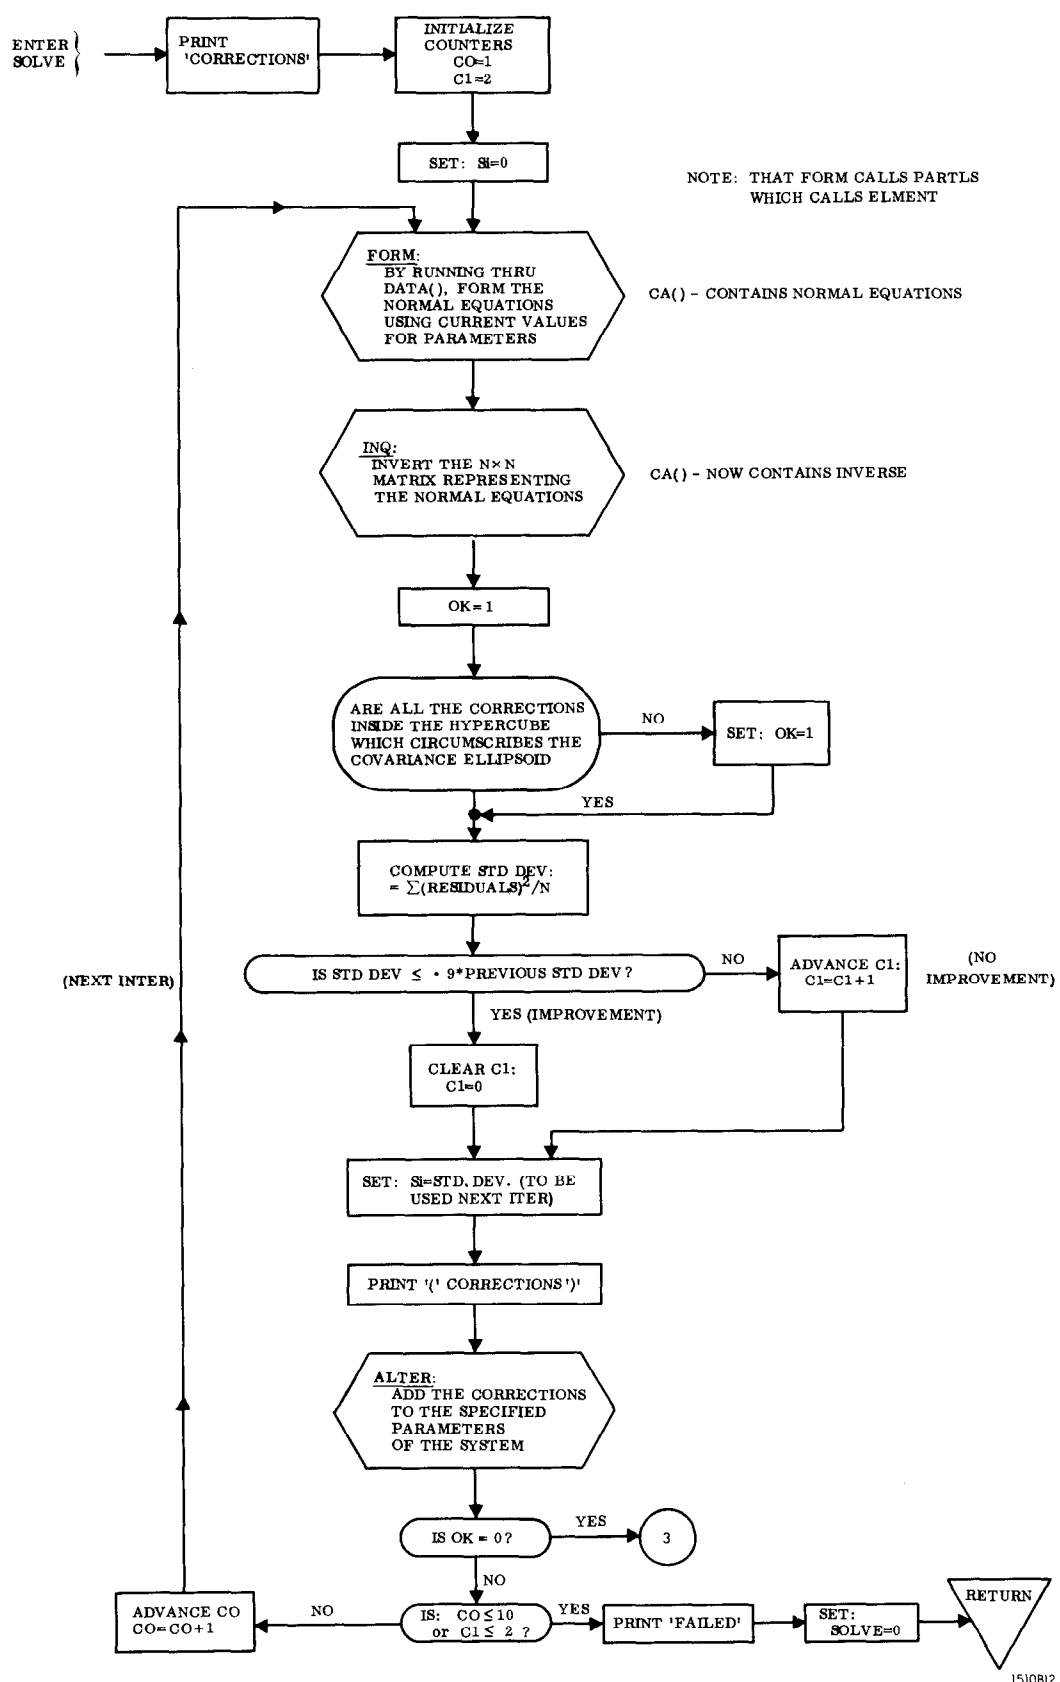 ENTER
SOLVE
PRINT
'CORRECTIONS'
INITIALIZE
COUNTERS
CO=1
C1=2
SET: Si=0
NOTE: THAT FORM CALLS PARTLS
WHICH CALLS ELMENT
FORM:
BY RUNNING THRU
DATA(), FORM THE
NORMAL EQUATIONS
USING CURRENT VALUES
FOR PARAMETERS
CA() - CONTAINS NORMAL EQUATIONS
INQ:
INVERT THE N×N
MATRIX REPRESENTING
THE NORMAL EQUATIONS
CA() - NOW CONTAINS INVERSE
OK=1
ARE ALL THE CORRECTIONS
INSIDE THE HYPERCUBE
WHICH CIRCUMSCRIBES THE
COVARIANCE ELLIPSOID
NO
SET: OK=1
YES
COMPUTE STD DEV:
= ∑(RESIDUALS)²/N
IS STD DEV ≤ .9*PREVIOUS STD DEV?
NO
ADVANCE C1:
C1=C1+1
(NO
IMPROVEMENT)
(NEXT INTER)
YES (IMPROVEMENT)
CLEAR C1:
C1=0
SET: Si=STD.DEV. (TO BE
USED NEXT ITER)
PRINT '(' CORRECTIONS')'
ALTER:
ADD THE CORRECTIONS
TO THE SPECIFIED
PARAMETERS
OF THE SYSTEM
IS OK = 0?
YES
3
NO
ADVANCE CO
CO=CO+1
NO
IS: CO≤10
or C1≤ 2 ?
YES
PRINT 'FAILED'
SET:
SOLVE=0
RETURN
1510B12